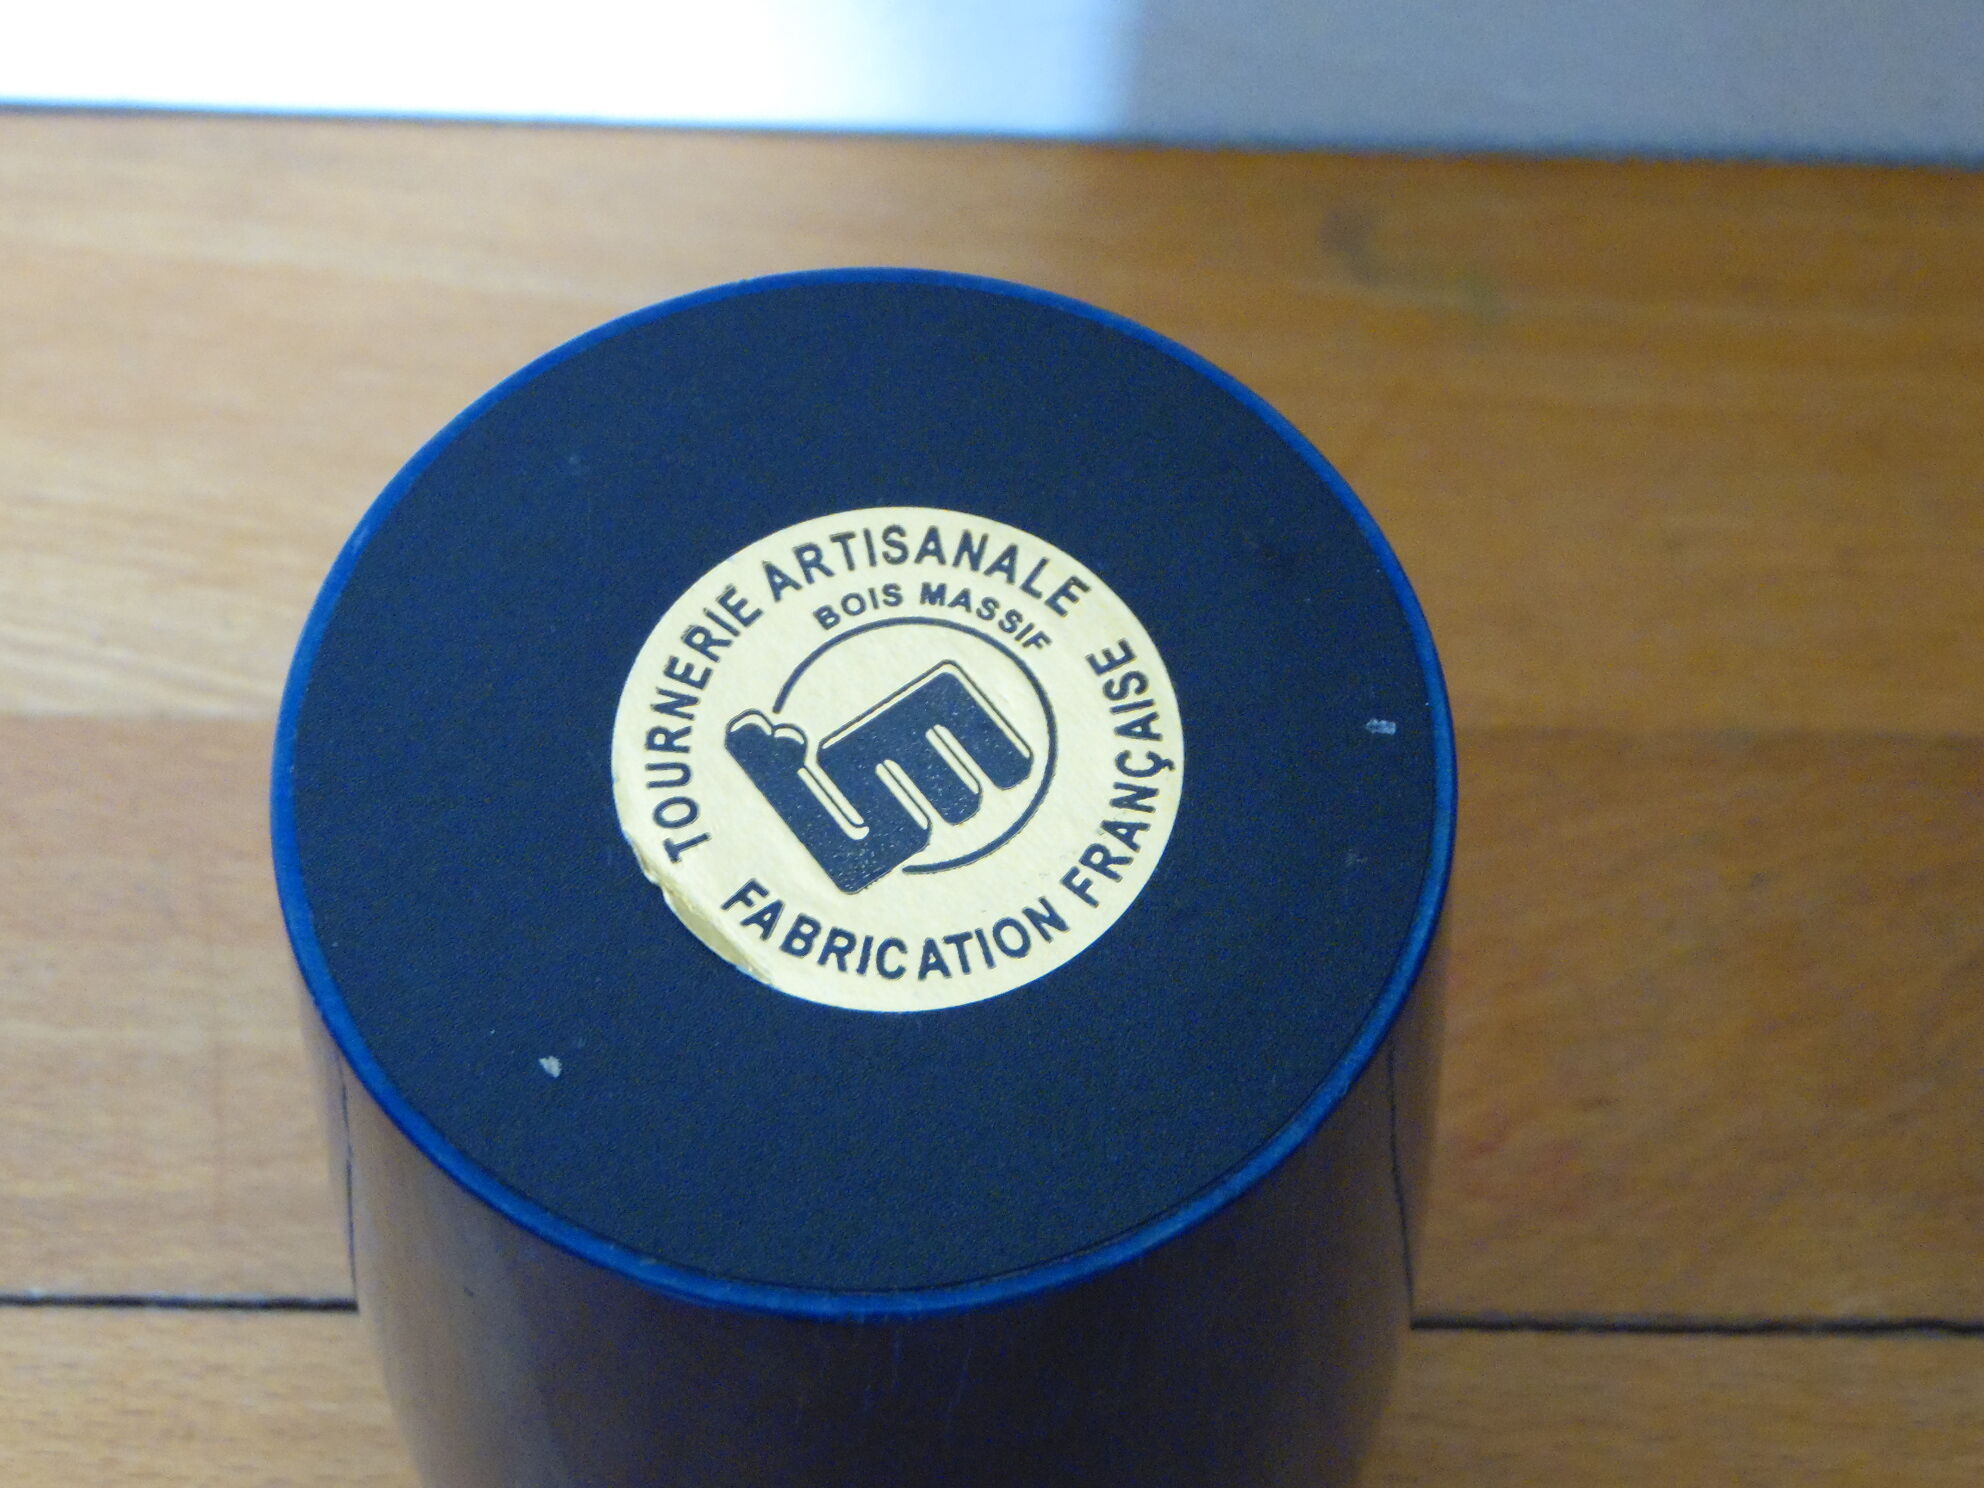 TOURNERIE ARTISANALE
BOIS MASSIF
FABRICATION FRANÇAISE